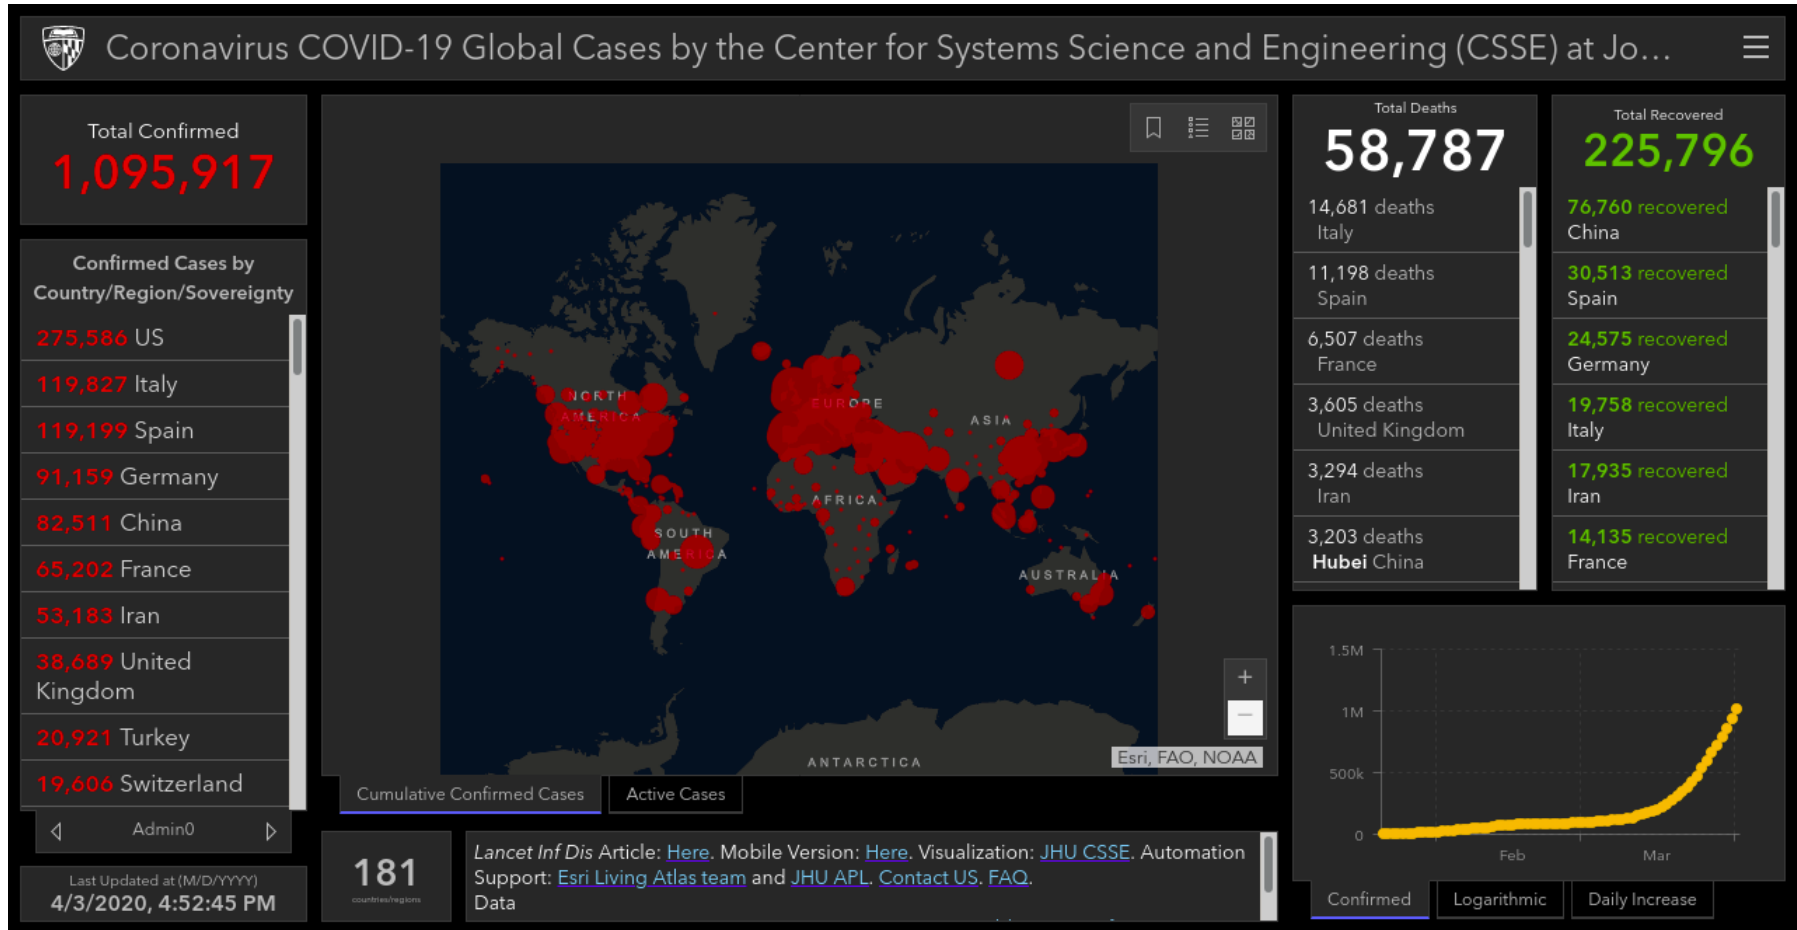 Coronavirus COVID-19 Global Cases by the Center for Systems Science and Engineering (CSSE) at Jo...
Total Confirmed
1,095,917
Confirmed Cases by
Country/Region/Sovereignty
275,586 US
119,827 Italy
119,199 Spain
91,159 Germany
82,511 China
65,202 France
53,183 Iran
38,689 United
Kingdom
20,921 Turkey
19,606 Switzerland
Admin0
Last Updated at (M/D/YYYY)
4/3/2020, 4:52:45 PM
NORTH
AMERICA
SOUTH
AMERICA
EUROPE
AFRICA
ASIA
AUSTRALIA
ANTARCTICA
+
−
Esri, FAO, NOAA
Cumulative Confirmed Cases
Active Cases
181
countries/regions
Lancet Inf Dis Article: Here. Mobile Version: Here. Visualization: JHU CSSE. Automation
Support: Esri Living Atlas team and JHU APL. Contact US. FAQ.
Data
Total Deaths
58,787
14,681 deaths
Italy
11,198 deaths
Spain
6,507 deaths
France
3,605 deaths
United Kingdom
3,294 deaths
Iran
3,203 deaths
Hubei China
Total Recovered
225,796
76,760 recovered
China
30,513 recovered
Spain
24,575 recovered
Germany
19,758 recovered
Italy
17,935 recovered
Iran
14,135 recovered
France
1.5M
1M
500k
0
Feb
Mar
Confirmed
Logarithmic
Daily Increase